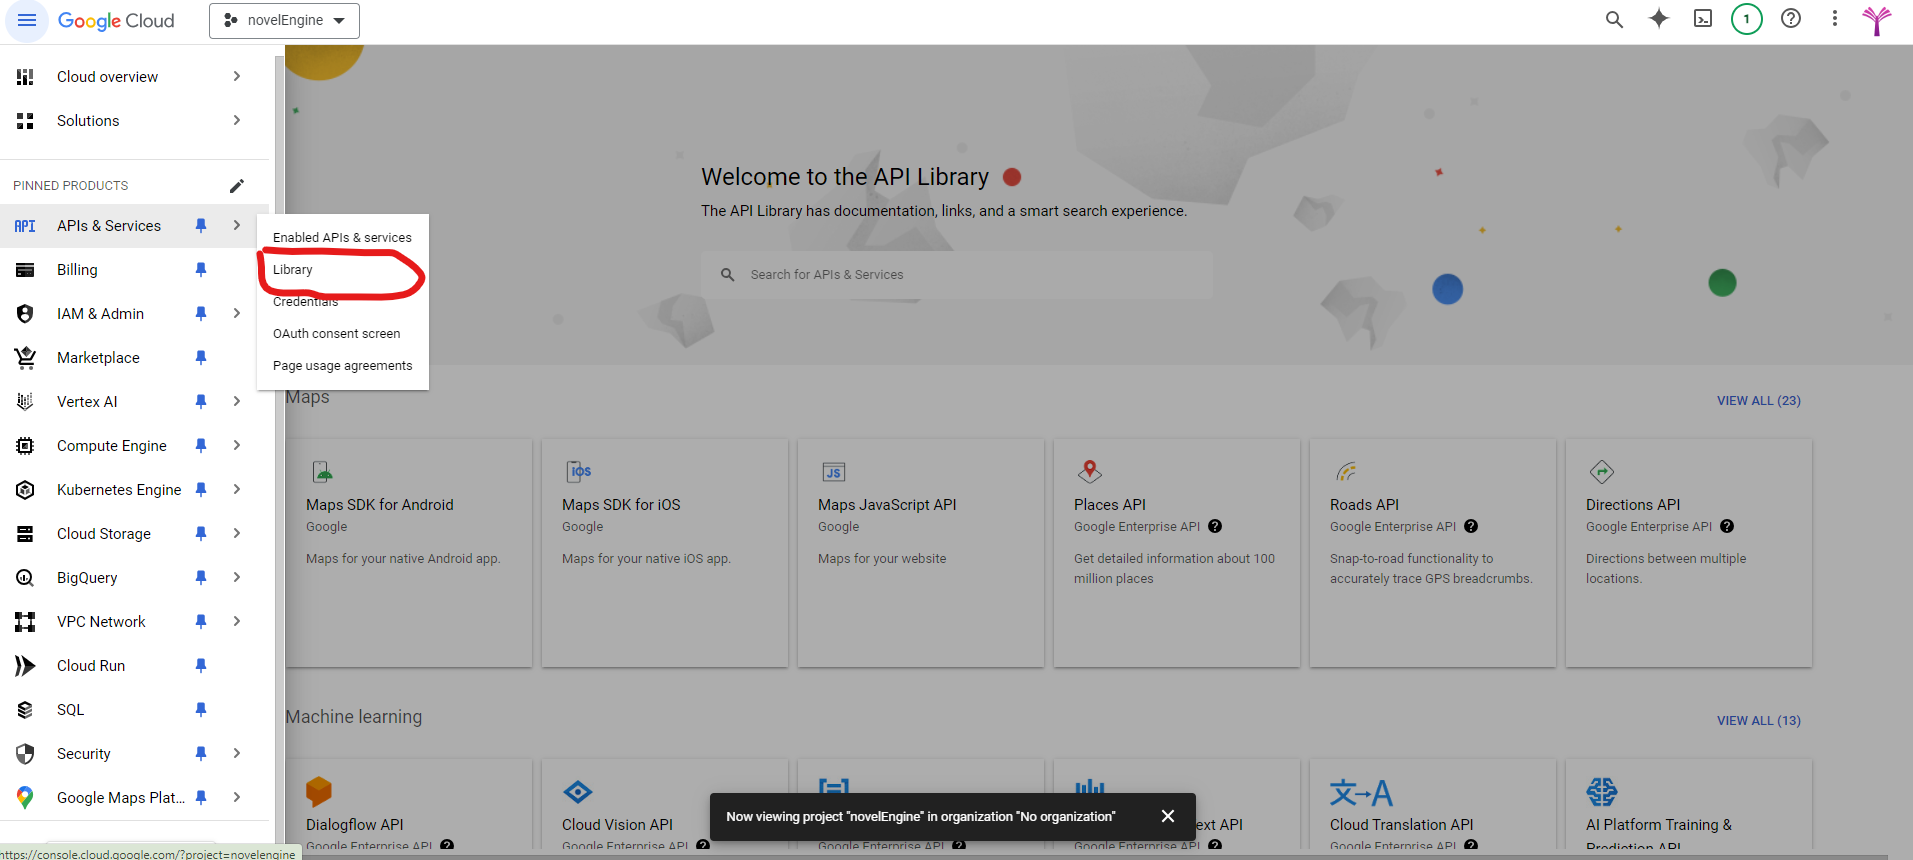 Google Cloud
novelEngine
1
Cloud overview
Solutions
PINNED PRODUCTS
API APIs & Services
Billing
IAM & Admin
Marketplace
Vertex AI
Compute Engine
Kubernetes Engine
Cloud Storage
BigQuery
VPC Network
Cloud Run
SQL
Security
Google Maps Plat...
https://console.cloud.google.com/?project=novelengine
Enabled APIs & services
Library
Credentials
OAuth consent screen
Page usage agreements
Welcome to the API Library
The API Library has documentation, links, and a smart search experience.
Search for APIs & Services
Maps
VIEW ALL (23)
Maps SDK for Android
Google
Maps for your native Android app.
iOS
Maps SDK for iOS
Google
Maps for your native iOS app.
JS
Maps JavaScript API
Google
Maps for your website
Places API
Google Enterprise API ?
Get detailed information about 100
million places
Roads API
Google Enterprise API ?
Snap-to-road functionality to
accurately trace GPS breadcrumbs.
Directions API
Google Enterprise API ?
Directions between multiple
locations.
Machine learning
VIEW ALL (13)
Dialogflow API
Google Enterprise API ?
Cloud Vision API
Google Enterprise API ?
Google Enterprise API ?
ext API
Google Enterprise API ?
文→A
Cloud Translation API
Google Enterprise API ?
AI Platform Training &
Prediction API
Now viewing project "novelEngine" in organization "No organization"